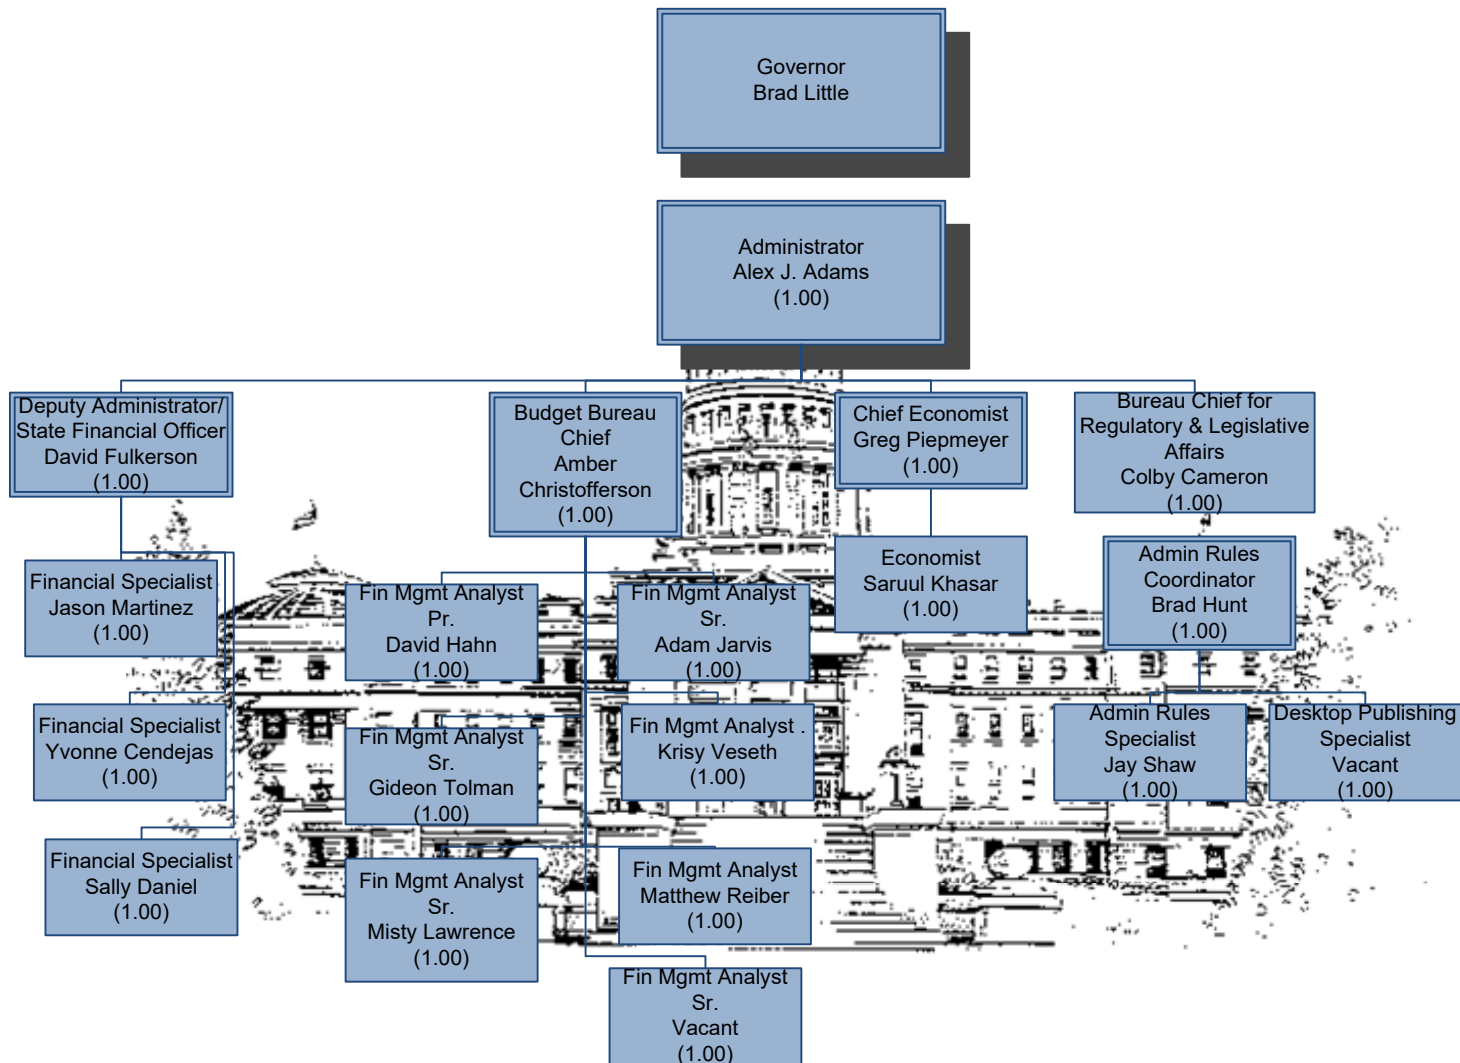 Governor
Brad Little
Administrator
Alex J. Adams
(1.00)
Deputy Administrator/
State Financial Officer
David Fulkerson
(1.00)
Budget Bureau
Chief
Amber
Christofferson
(1.00)
Chief Economist
Greg Piepmeyer
(1.00)
Bureau Chief for
Regulatory & Legislative
Affairs
Colby Cameron
(1.00)
Financial Specialist
Jason Martinez
(1.00)
Fin Mgmt Analyst
Pr.
David Hahn
(1.00)
Fin Mgmt Analyst
Sr.
Adam Jarvis
(1.00)
Economist
Saruul Khasar
(1.00)
Admin Rules
Coordinator
Brad Hunt
(1.00)
Financial Specialist
Yvonne Cendejas
(1.00)
Fin Mgmt Analyst
Sr.
Gideon Tolman
(1.00)
Fin Mgmt Analyst .
Krisy Veseth
(1.00)
Admin Rules
Specialist
Jay Shaw
(1.00)
Desktop Publishing
Specialist
Vacant
(1.00)
Financial Specialist
Sally Daniel
(1.00)
Fin Mgmt Analyst
Sr.
Misty Lawrence
(1.00)
Fin Mgmt Analyst
Matthew Reiber
(1.00)
Fin Mgmt Analyst
Sr.
Vacant
(1.00)